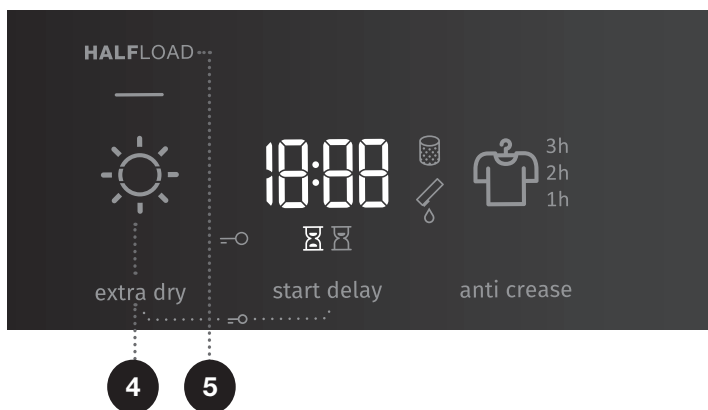 HALFLOAD
18:88
3h
2h
1h
extra dry
start delay
anti crease
4
5